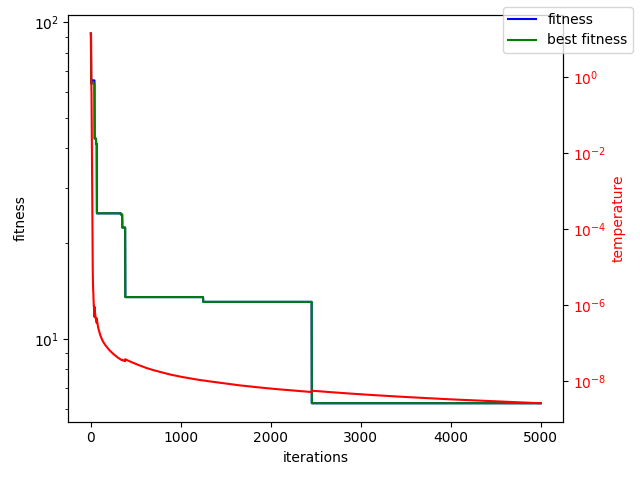 fitness
best fitness
10²
10¹
fitness
10⁰
10⁻²
10⁻⁴
10⁻⁶
10⁻⁸
temperature
0 1000 2000 3000 4000 5000
iterations